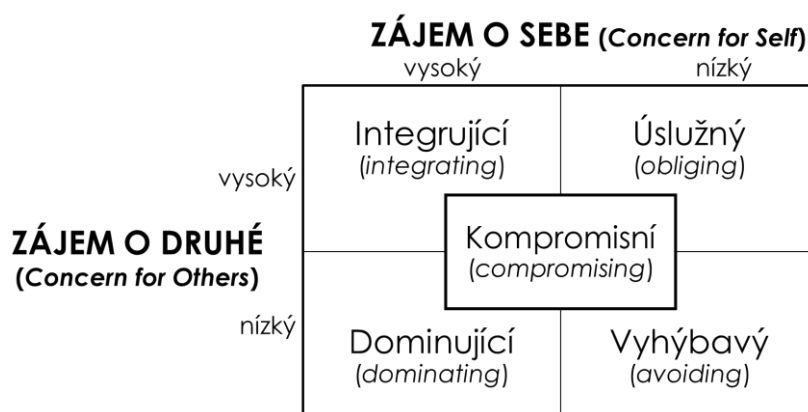 ZÁJEM O SEBE (Concern for Self)
vysoký nízký
Integrující Úslužný
(integrating) (obliging)
vysoký
Kompromisní
ZÁJEM O DRUHÉ
(compromising)
(Concern for Others)
nízký
Dominující Vyhýbavý
(dominating) (avoiding)